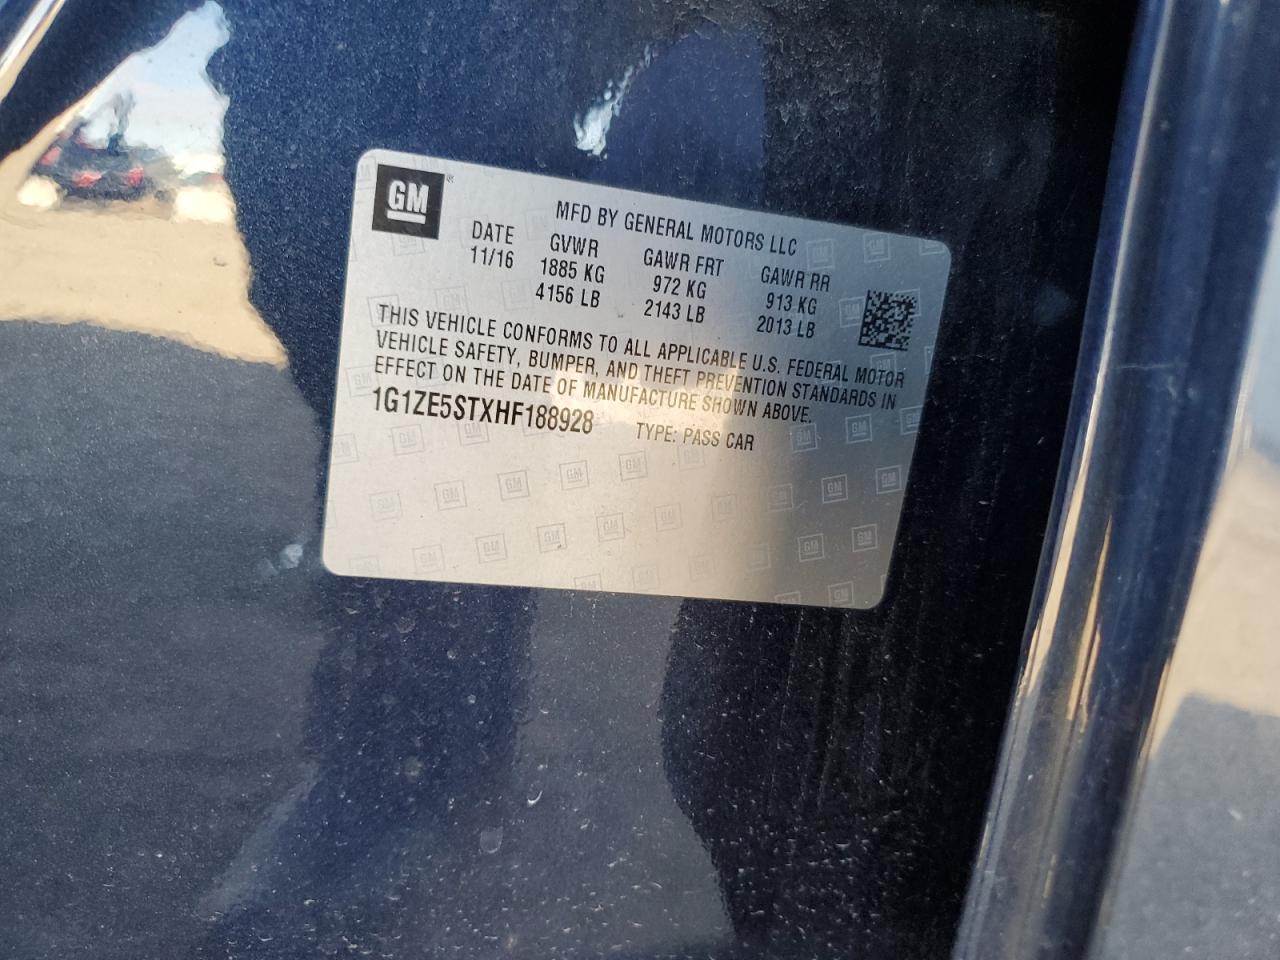 GM
MFD BY GENERAL MOTORS LLC
DATE GVWR GAWR FRT GAWR RR
11/16 1885 KG 972 KG 913 KG
4156 LB 2143 LB 2013 LB
THIS VEHICLE CONFORMS TO ALL APPLICABLE U.S. FEDERAL MOTOR
VEHICLE SAFETY, BUMPER, AND THEFT PREVENTION STANDARDS IN
EFFECT ON THE DATE OF MANUFACTURE SHOWN ABOVE.
1G1ZE5STXHF188928 TYPE: PASS CAR